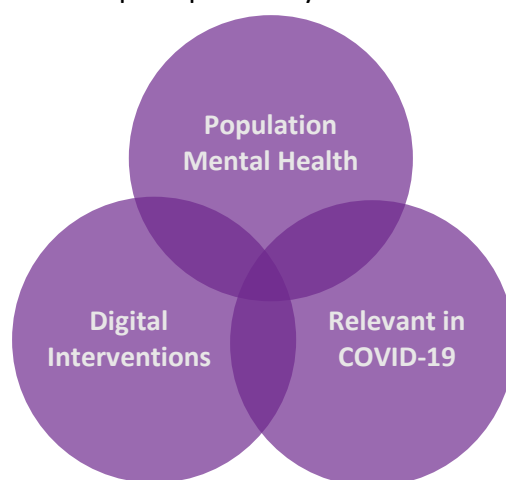 Population
Mental Health
Digital
Interventions
Relevant in
COVID-19